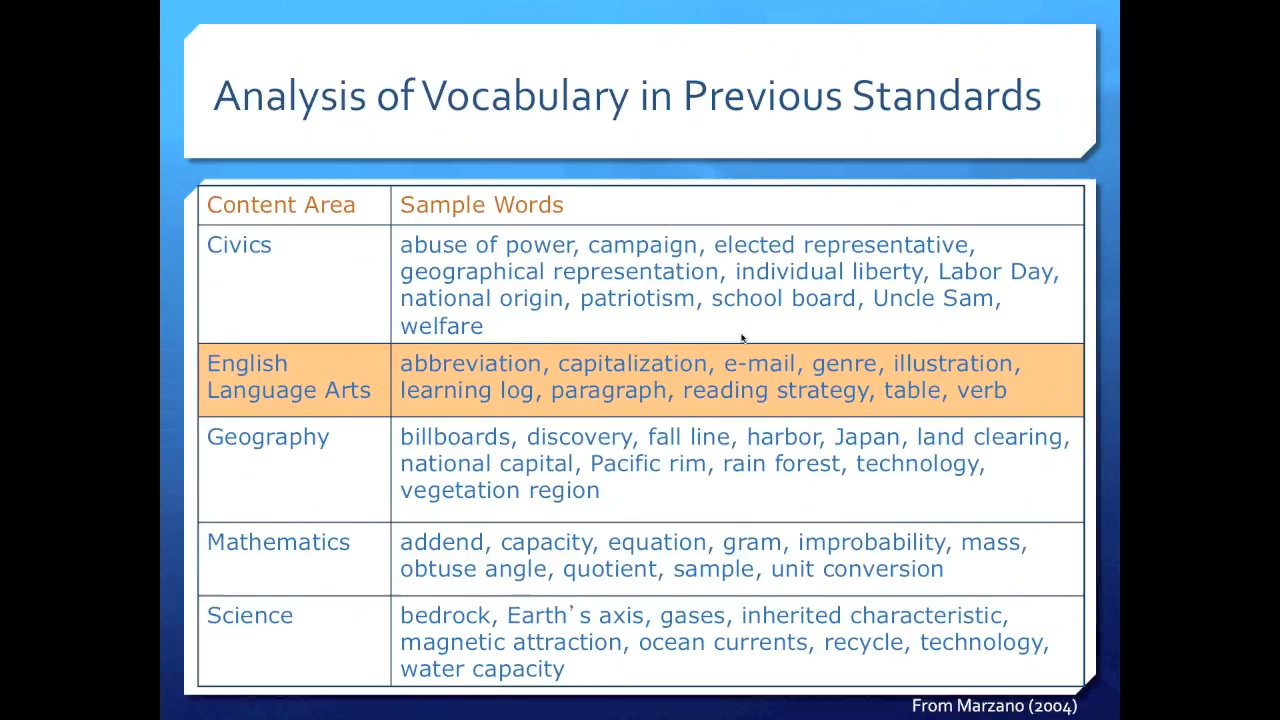 Analysis of Vocabulary in Previous Standards
Content Area
Sample Words
Civics
abuse of power, campaign, elected representative,
geographical representation, individual liberty, Labor Day,
national origin, patriotism, school board, Uncle Sam,
welfare
English
Language Arts
abbreviation, capitalization, e-mail, genre, illustration,
learning log, paragraph, reading strategy, table, verb
Geography
billboards, discovery, fall line, harbor, Japan, land clearing,
national capital, Pacific rim, rain forest, technology,
vegetation region
Mathematics
addend, capacity, equation, gram, improbability, mass,
obtuse angle, quotient, sample, unit conversion
Science
bedrock, Earth’s axis, gases, inherited characteristic,
magnetic attraction, ocean currents, recycle, technology,
water capacity
From Marzano (2004)